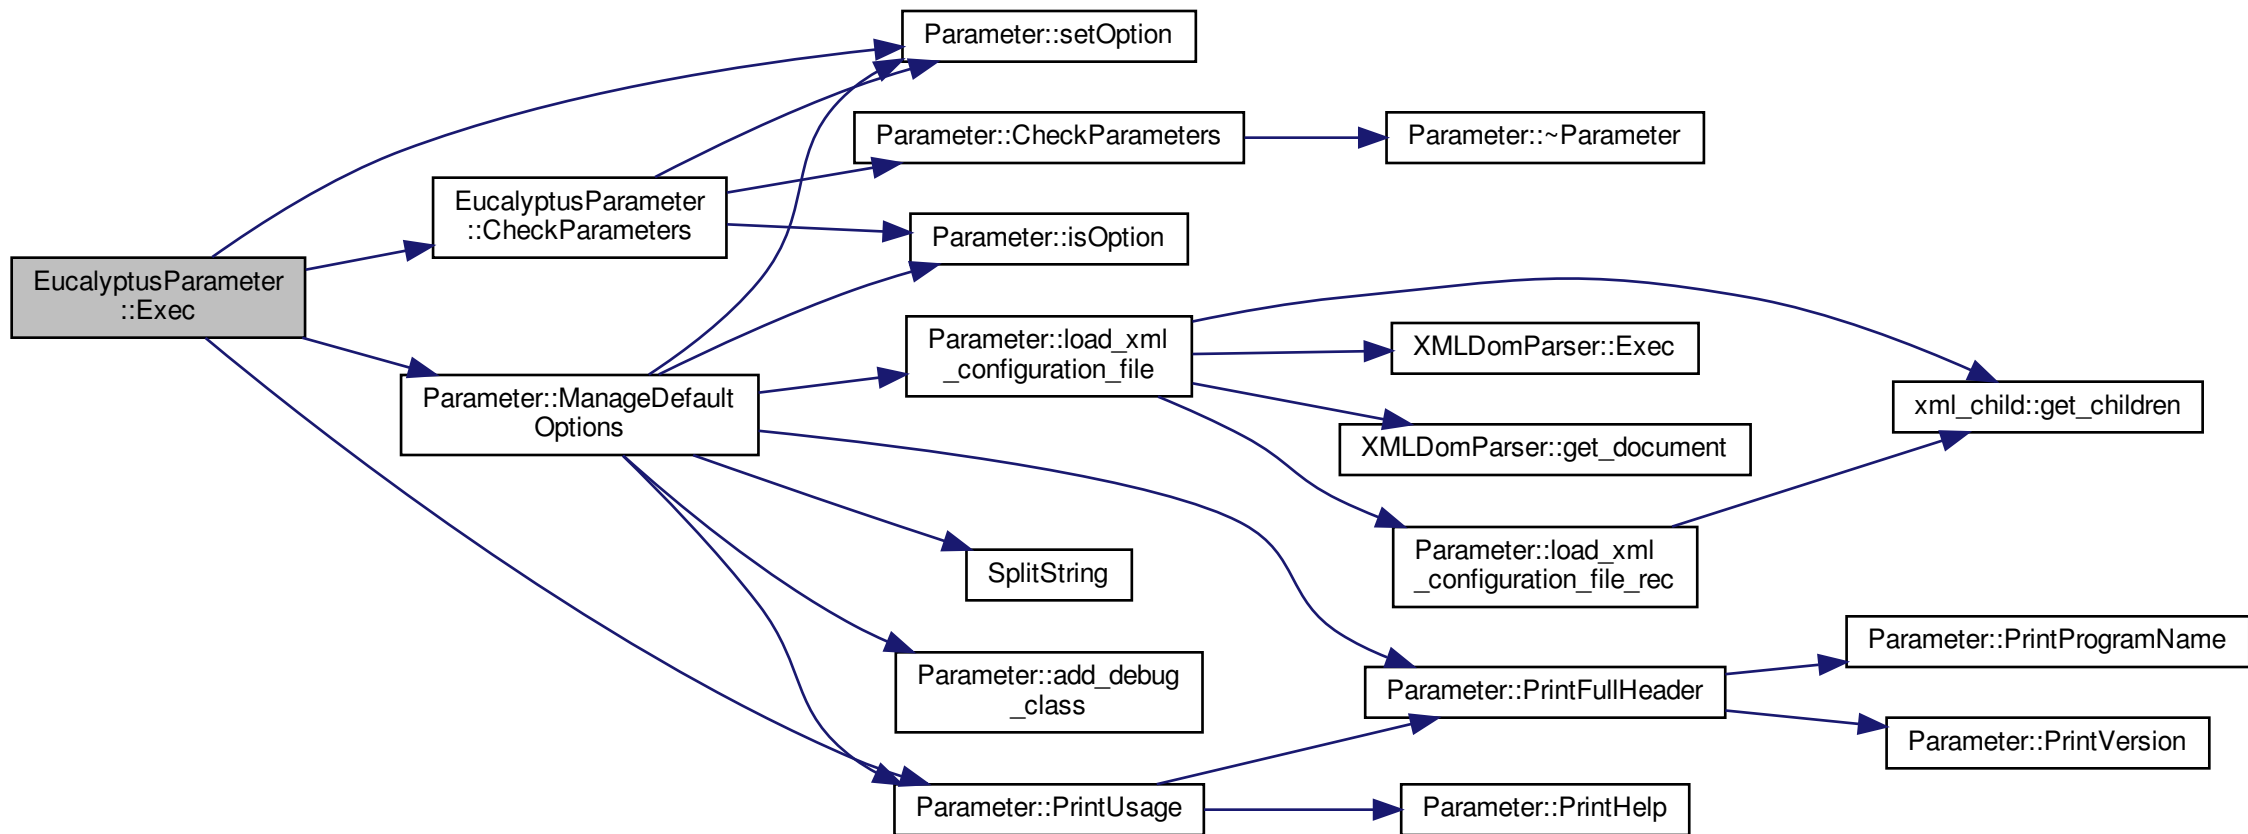 Parameter::setOption
Parameter::CheckParameters
Parameter::~Parameter
EucalyptusParameter
::CheckParameters
Parameter::isOption
EucalyptusParameter
::Exec
Parameter::load_xml
_configuration_file
XMLDomParser::Exec
xml_child::get_children
Parameter::ManageDefault
Options
XMLDomParser::get_document
Parameter::load_xml
_configuration_file_rec
SplitString
Parameter::PrintProgramName
Parameter::add_debug
_class
Parameter::PrintFullHeader
Parameter::PrintVersion
Parameter::PrintUsage
Parameter::PrintHelp